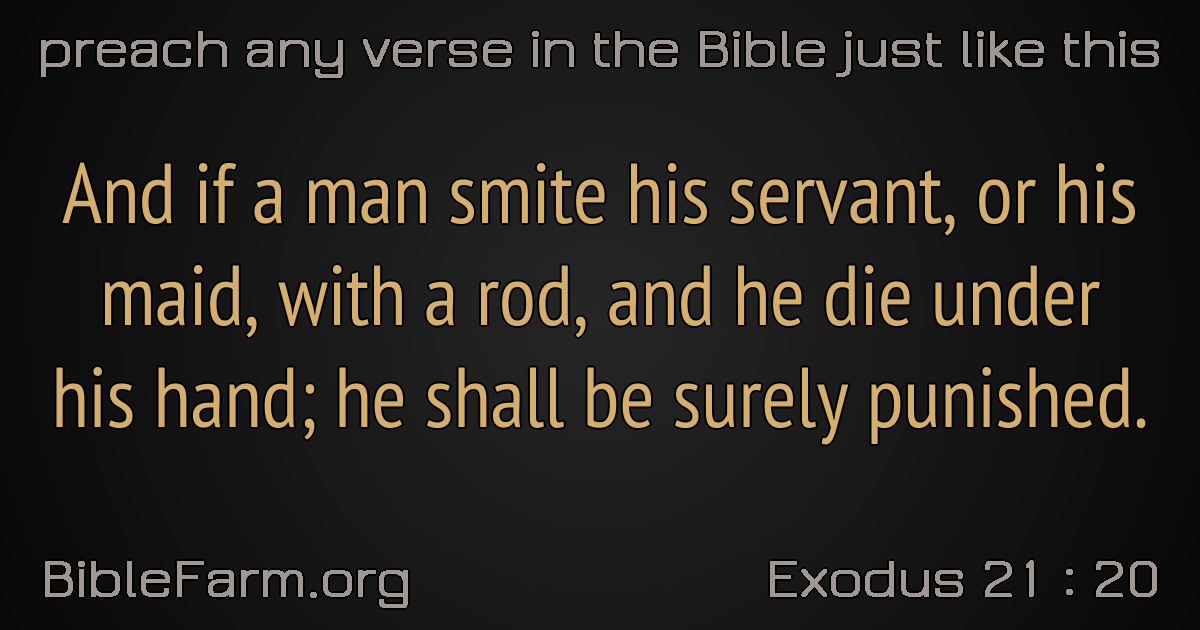 preach any verse in the Bible just like this
And if a man smite his servant, or his
maid, with a rod, and he die under
his hand; he shall be surely punished.
BibleFarm.org
Exodus 21 : 20